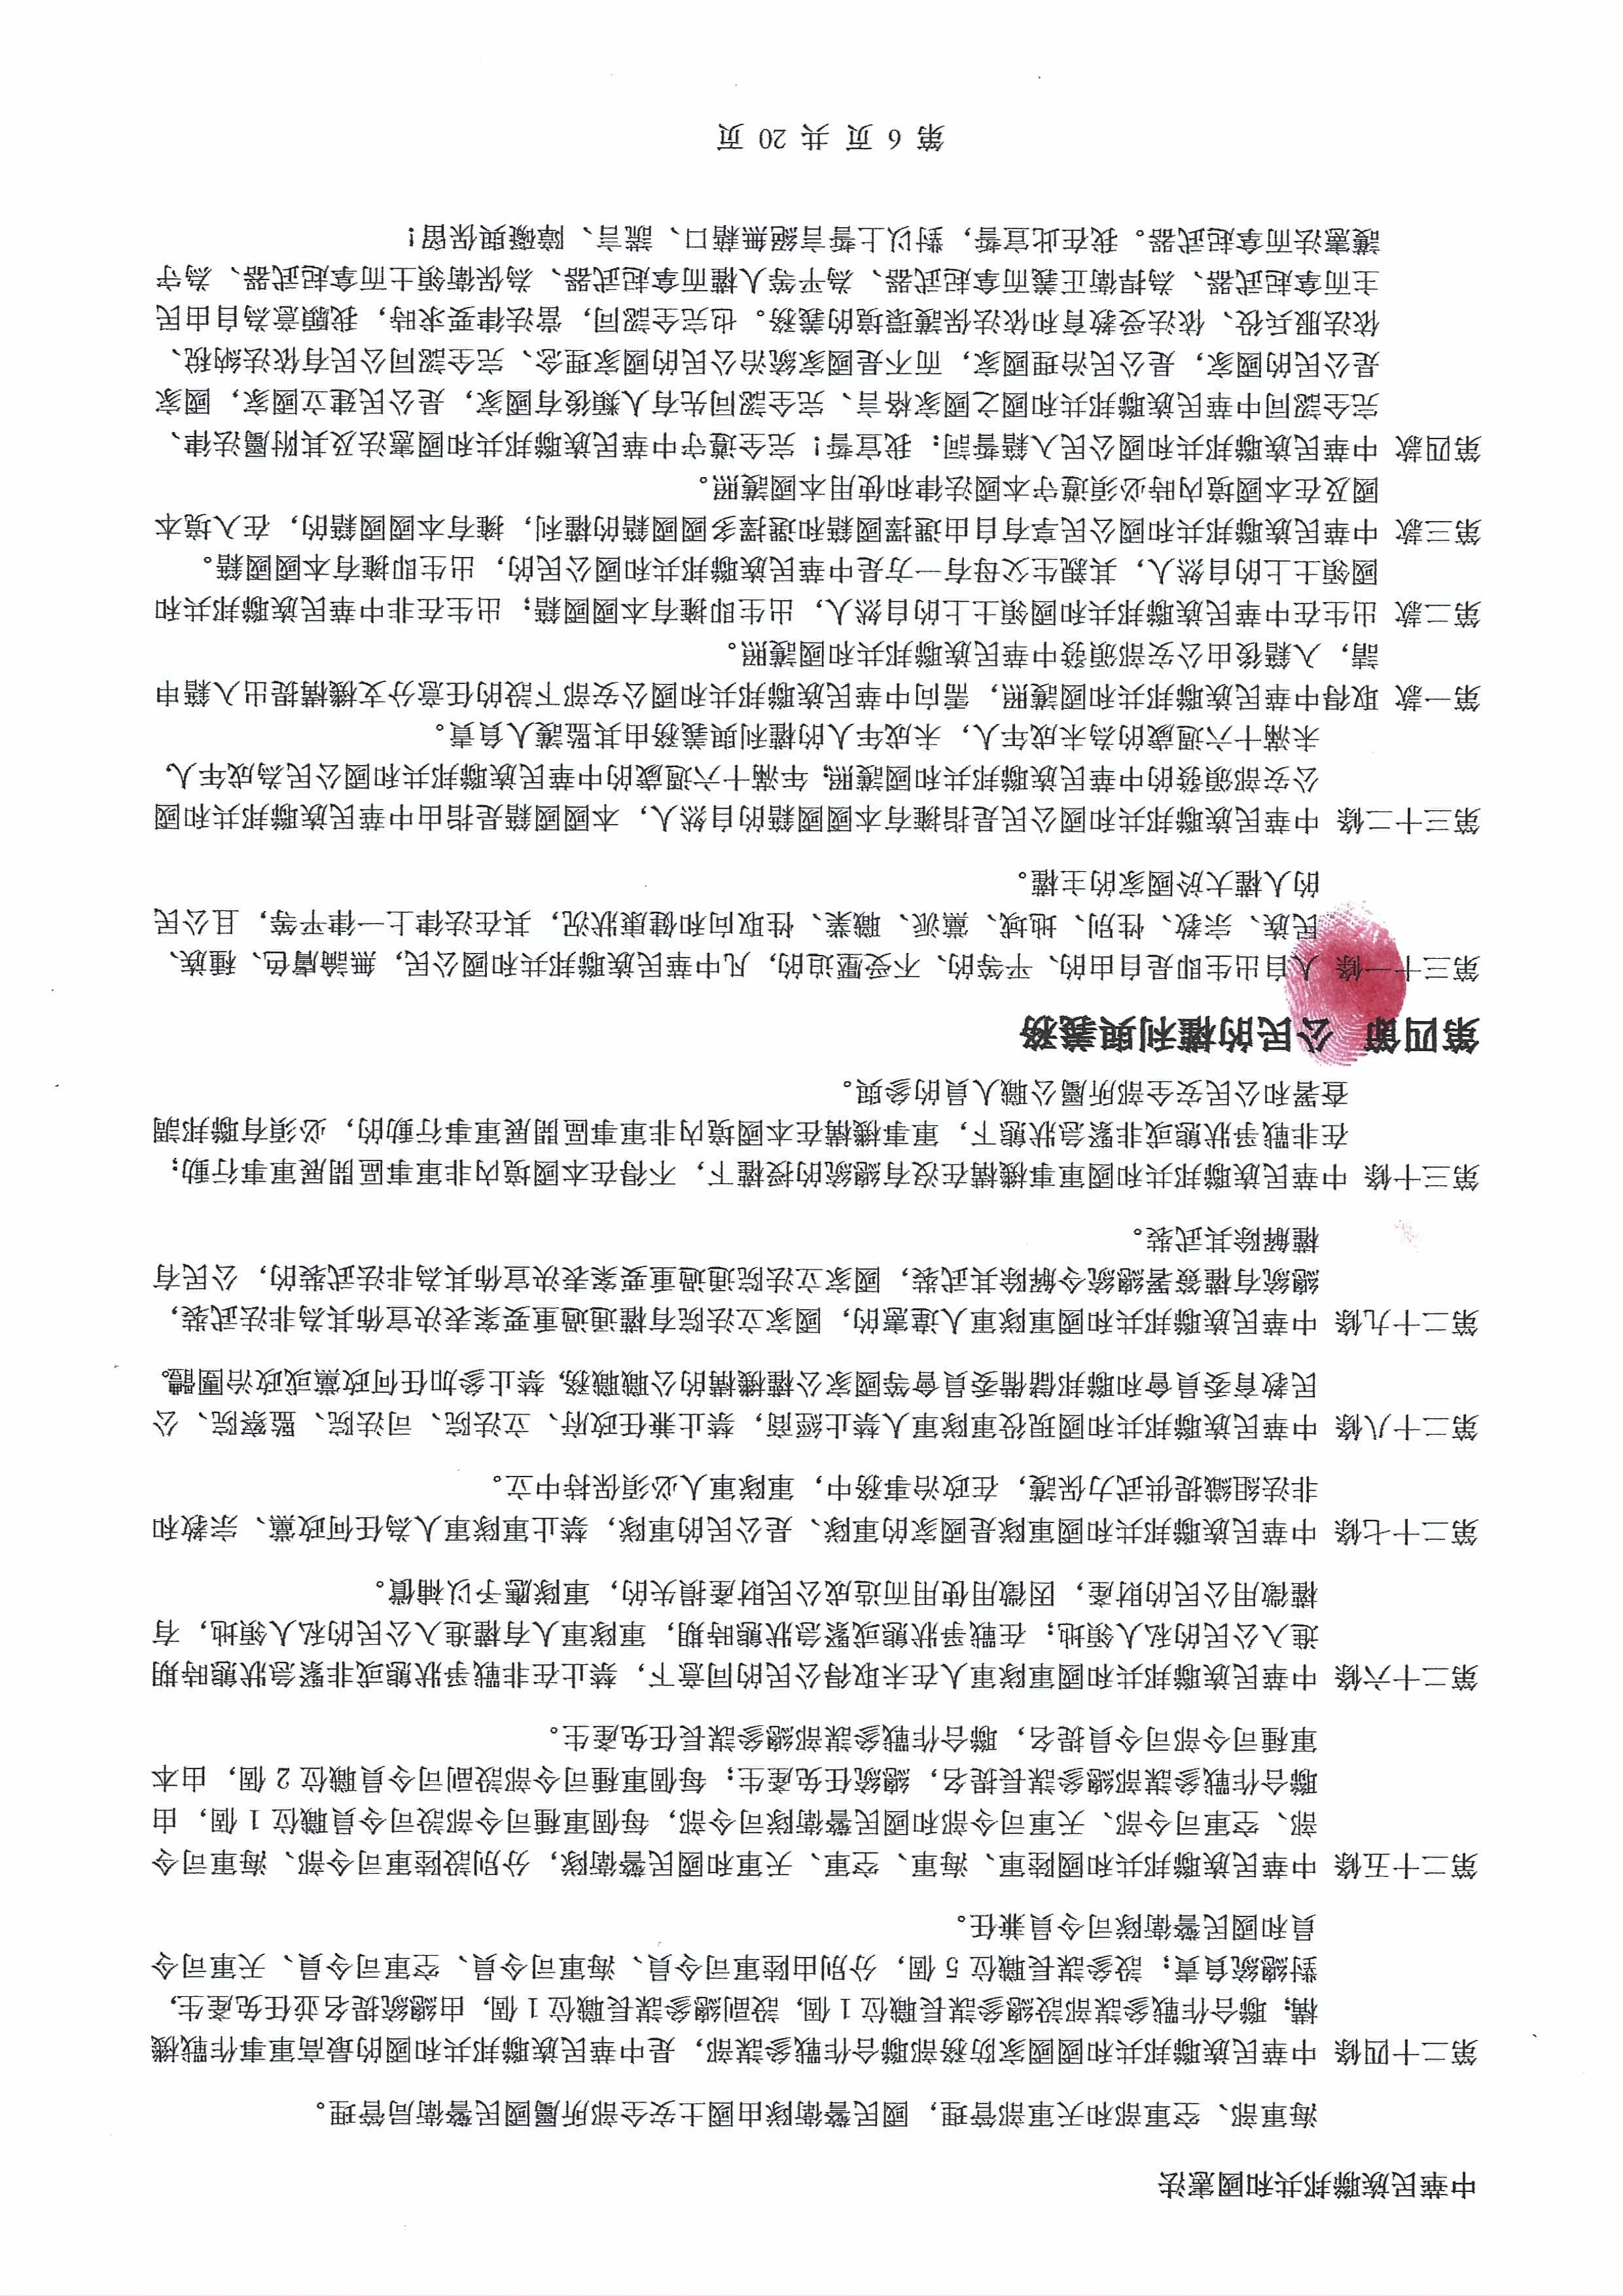 中華民族聯邦共和國憲法
海軍部、空軍部和天軍部管理，國民警衛隊由國土安全部所屬國民警衛局管理。
第二十四條 中華民族聯邦共和國國家防務部聯合作戰參謀部，是中華民族聯邦共和國的最高軍事作戰機
構；聯合作戰參謀部設總參謀長職位 1 個，設副總參謀長職位 1 個，由總統提名並任免產生，
對總統負責；設參謀長職位 5 個，分別由陸軍司令員、海軍司令員、空軍司令員、天軍司令
員和國民警衛隊司令員兼任。
第二十五條 中華民族聯邦共和國陸軍、海軍、空軍、天軍和國民警衛隊，分別設陸軍司令部、海軍司令
部、空軍司令部、天軍司令部和國民警衛隊司令部，每個軍種司令部設司令員職位 1 個，由
聯合作戰參謀部總參謀長提名，總統任免產生；每個軍種司令部設副司令員職位 2 個，由本
軍種司令部司令員提名，聯合作戰參謀部總參謀長任免產生。
第二十六條 中華民族聯邦共和國軍隊軍人在未取得公民的同意下，禁止在非戰爭狀態或非緊急狀態時期
進入公民的私人領地；在戰爭狀態或緊急狀態時期，軍隊軍人有權進入公民的私人領地，有
權徵用公民的財產，因徵用使用而造成公民財產損失的，軍隊應予以補償。
第二十七條 中華民族聯邦共和國軍隊是國家的軍隊、是公民的軍隊，禁止軍隊軍人為任何政黨、宗教和
非法組織提供武力保護，在政治事務中，軍隊軍人必須保持中立。
第二十八條 中華民族聯邦共和國現役軍隊軍人禁止經商，禁止兼任政府、立法院、司法院、監察院、公
民教育委員會和聯邦儲備委員會等國家公權機構的公職職務，禁止參加任何政黨或政治團體。
第二十九條 中華民族聯邦共和國軍隊軍人違憲的，國家立法院有權通過重要案表決宣佈其為非法武裝，
總統有權簽署總統令解除其武裝，國家立法院通過重要案表決宣佈其為非法武裝的，公民有
權解除其武裝。
第三十條 中華民族聯邦共和國軍事機構在沒有總統的授權下，不得在本國境內非軍事區開展軍事行動；
在非戰爭狀態或非緊急狀態下，軍事機構在本國境內非軍事區開展軍事行動的，必須有聯邦調
查署和公民安全部所屬公職人員的參與。
第四節 公民的權利與義務
第三十一條 人自出生即是自由的、平等的、不受壓迫的，凡中華民族聯邦共和國公民，無論膚色、種族、
民族、宗教、性別、地域、黨派、職業、性取向和健康狀況，其在法律上一律平等，且公民
的人權大於國家的主權。
第三十二條 中華民族聯邦共和國公民是指擁有本國國籍的自然人，本國國籍是指由中華民族聯邦共和國
公安部頒發的中華民族聯邦共和國護照；年滿十六週歲的中華民族聯邦共和國公民為成年人，
未滿十六週歲的為未成年人，未成年人的權利與義務由其監護人負責。
第一款 取得中華民族聯邦共和國護照，需向中華民族聯邦共和國公安部下設的任意分支機構提出入籍申
請，入籍後由公安部頒發中華民族聯邦共和國護照。
第二款 出生在中華民族聯邦共和國領土上的自然人，出生即擁有本國國籍；出生在非中華民族聯邦共和
國領土上的自然人，其親生父母有一方是中華民族聯邦共和國公民的，出生即擁有本國國籍。
第三款 中華民族聯邦共和國公民享有自由選擇國籍和選擇多國國籍的權利，擁有本國國籍的，在入境本
國及在本國境內時必須遵守本國法律和使用本國護照。
第四款 中華民族聯邦共和國公民入籍誓詞：我宣誓！完全遵守中華民族聯邦共和國憲法及其附屬法律、
完全認同中華民族聯邦共和國之國家格言、完全認同先有人類後有國家，是公民建立國家，國家
是公民的國家，是公民治理國家，而不是國家統治公民的國家理念、完全認同公民有依法納稅、
依法服兵役、依法受教育和依法保護環境的義務。也完全認同，當法律要求時，我願意為自由民
主而拿起武器、為捍衛正義而拿起武器、為平等人權而拿起武器、為保衛領土而拿起武器、為守
護憲法而拿起武器。我在此宣誓，對以上誓言絕無藉口、謊言、障礙與保留！
第 6 页 共 20 页